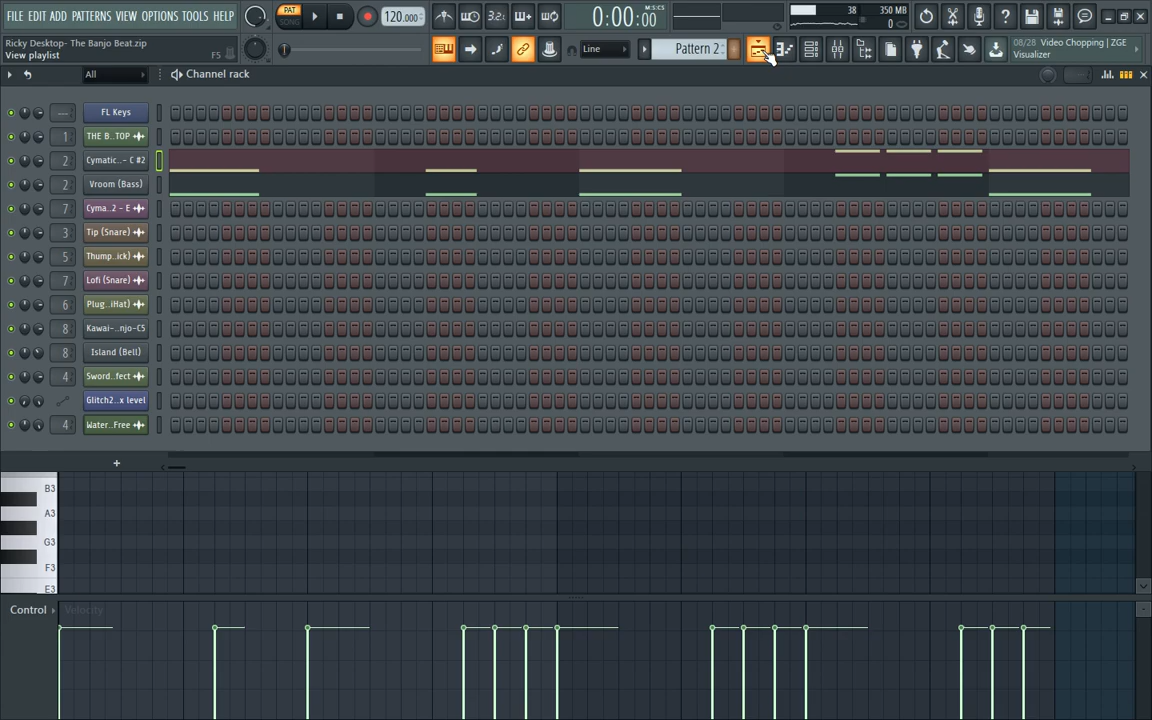 FILE EDIT ADD PATTERNS VIEW OPTIONS TOOLS HELP
PAT
SONG
120.000
3.2:
0:00:00
M:S:CS
38
350 MB
0
Ricky Desktop- The Banjo Beat.zip
View playlist
F5
Line
Pattern 2
08/28 Video Chopping | ZGE
Visualizer
All
Channel rack
--- FL Keys
1 THE B..TOP
2 Cymatic..- C #2
2 Vroom (Bass)
7 Cyma..2 - E
3 Tip (Snare)
5 Thump..ick)
7 Lofi (Snare)
6 Plug..iHat)
8 Kawai-..njo-C5
8 Island (Bell)
4 Sword..fect
Glitch2..x level
4 Water..Free
+
B3
A3
G3
F3
E3
Control
Velocity